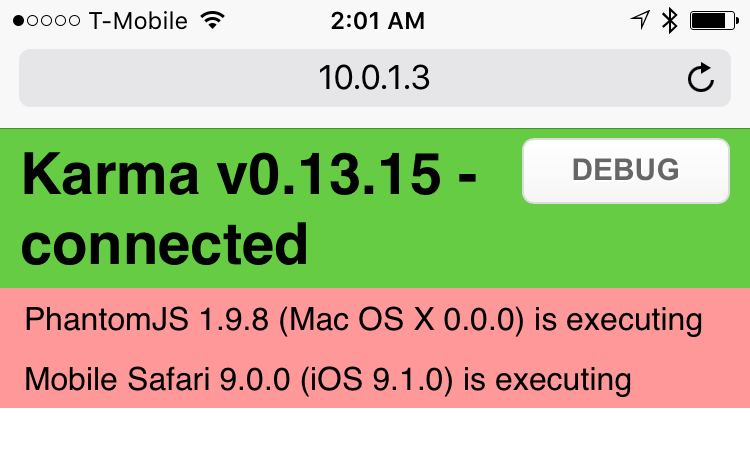 T-Mobile 2:01 AM
10.0.1.3
Karma v0.13.15 - DEBUG
connected
PhantomJS 1.9.8 (Mac OS X 0.0.0) is executing
Mobile Safari 9.0.0 (iOS 9.1.0) is executing